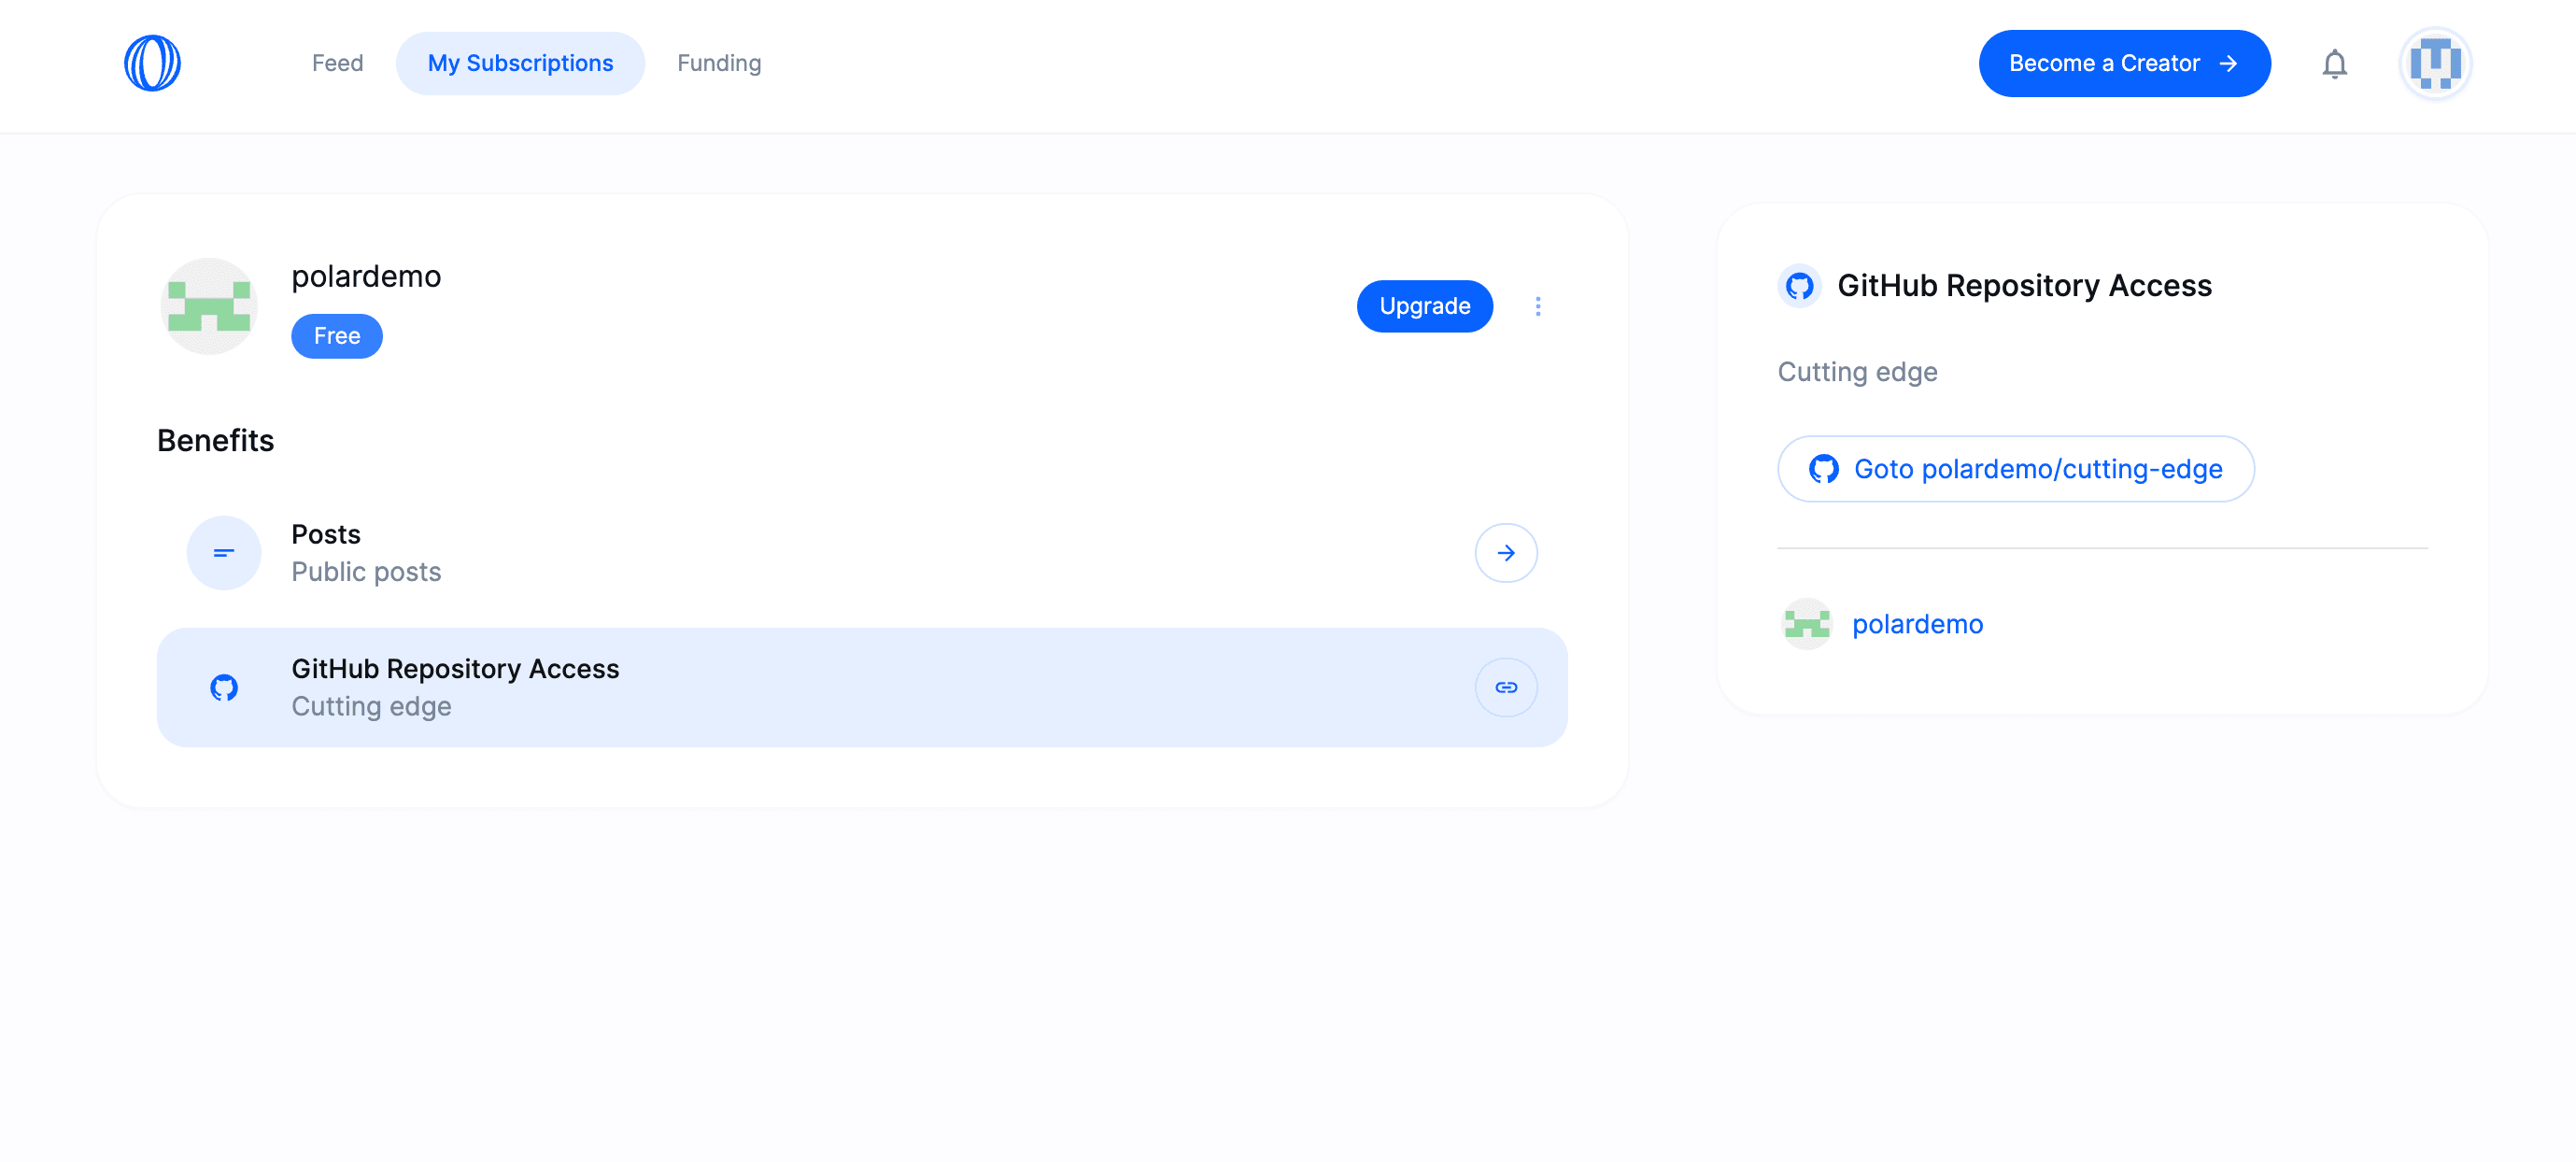 Feed
My Subscriptions
Funding
Become a Creator
polardemo
Free
Upgrade
Benefits
Posts
Public posts
GitHub Repository Access
Cutting edge
GitHub Repository Access
Cutting edge
Goto polardemo/cutting-edge
polardemo